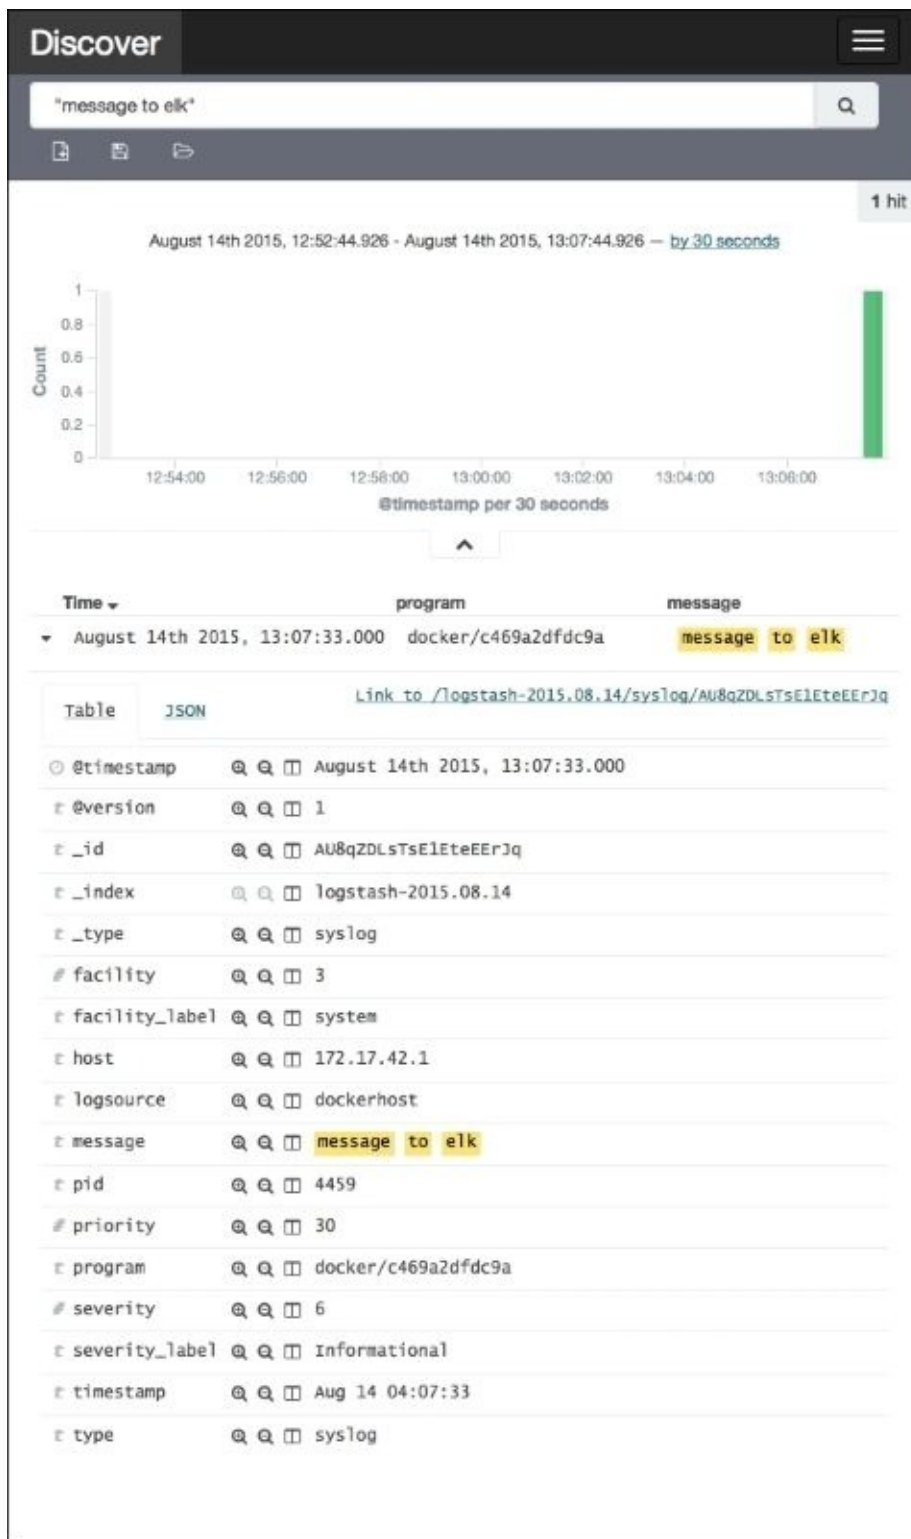 Discover
"message to elk"
1 hit
August 14th 2015, 12:52:44.926 - August 14th 2015, 13:07:44.926 — by 30 seconds
Count
1
0.8
0.6
0.4
0.2
0
12:54:00 12:56:00 12:58:00 13:00:00 13:02:00 13:04:00 13:06:00
@timestamp per 30 seconds
Time program message
August 14th 2015, 13:07:33.000 docker/c469a2dfdc9a message to elk
Table JSON Link to /logstash-2015.08.14/syslog/AU8qZDLsTsElEteEErJq
@timestamp August 14th 2015, 13:07:33.000
t @version 1
t _id AU8qZDLsTsElEteEErJq
t _index logstash-2015.08.14
t _type syslog
# facility 3
t facility_label system
t host 172.17.42.1
t logsource dockerhost
t message message to elk
t pid 4459
# priority 30
t program docker/c469a2dfdc9a
# severity 6
t severity_label Informational
t timestamp Aug 14 04:07:33
t type syslog